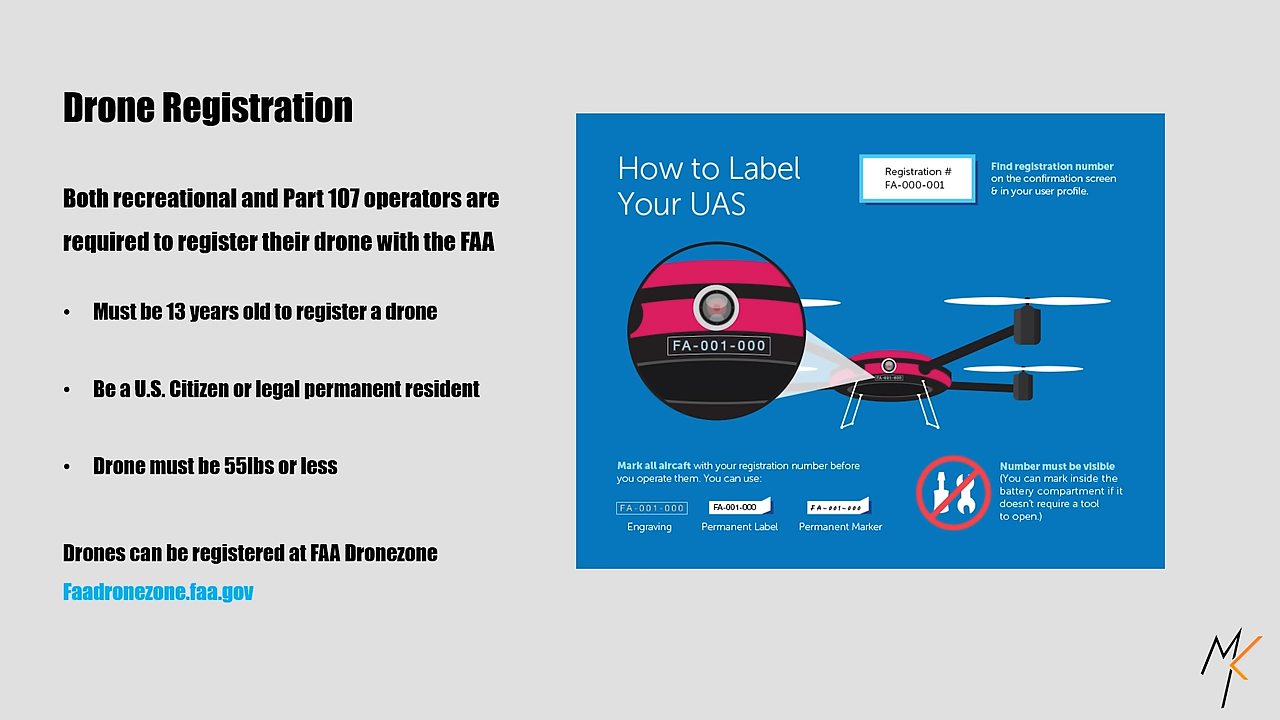 Drone Registration
Both recreational and Part 107 operators are
required to register their drone with the FAA
• Must be 13 years old to register a drone
• Be a U.S. Citizen or legal permanent resident
• Drone must be 55lbs or less
Drones can be registered at FAA Dronezone
Faadronezone.faa.gov
How to Label
Your UAS
Registration #
FA-000-001
Find registration number
on the confirmation screen
& in your user profile.
FA-001-000
FA-001-000
Mark all aircaft with your registration number before
you operate them. You can use:
FA-001-000
Engraving
FA-001-000
Permanent Label
FA-001-000
Permanent Marker
Number must be visible
(You can mark inside the
battery compartment if it
doesn't require a tool
to open.)
MK